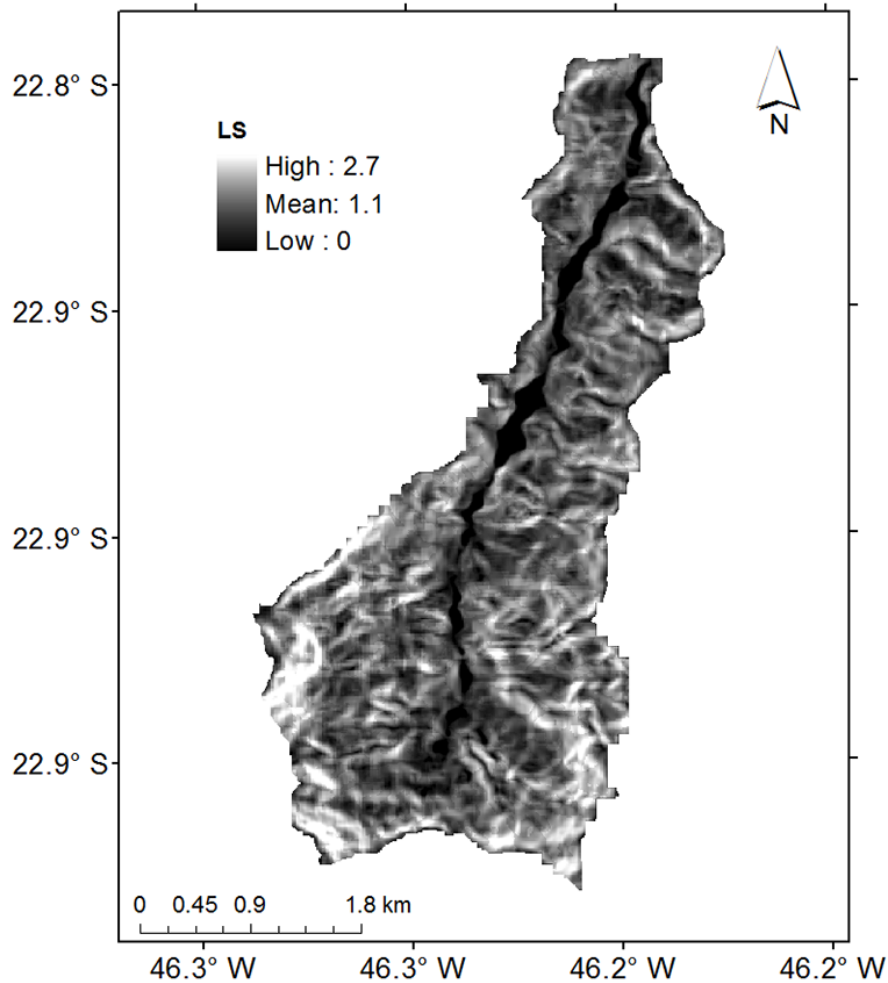 22.8° S
N
LS
High : 2.7
Mean: 1.1
Low : 0
22.9° S
22.9° S
22.9° S
0 0.45 0.9 1.8 km
46.3° W 46.3° W 46.2° W 46.2° W